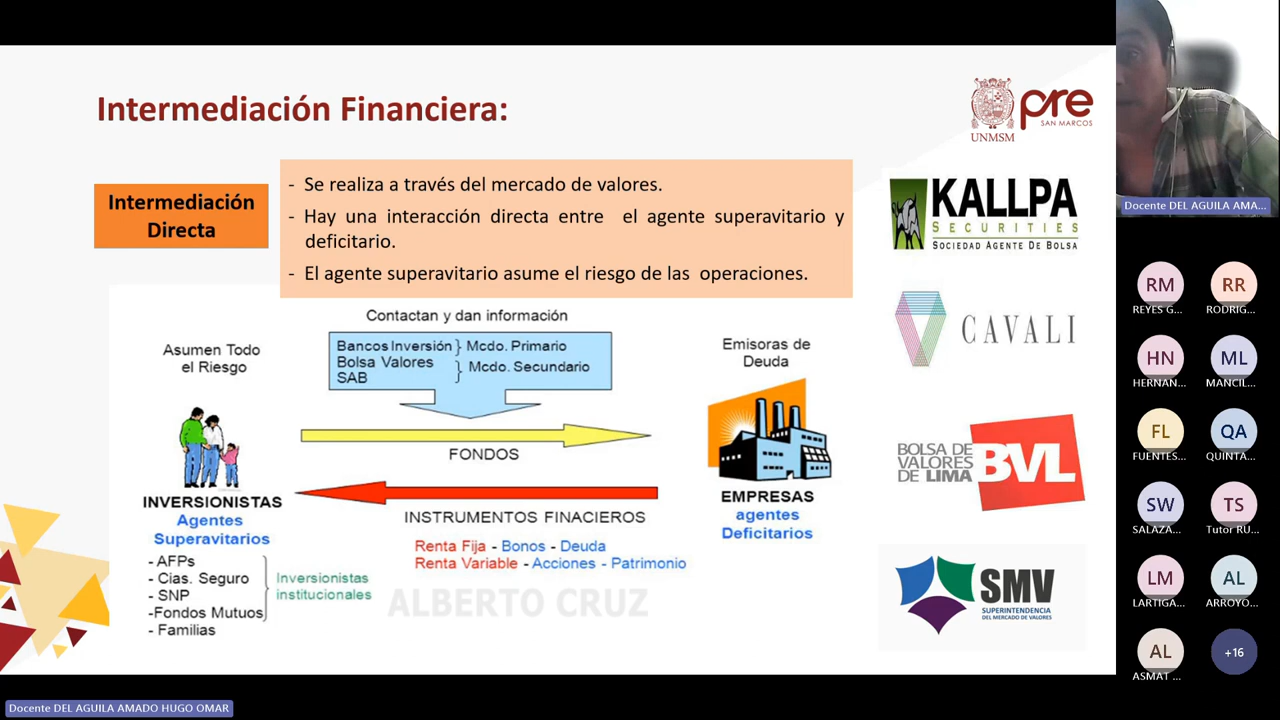 Intermediación Financiera:
UNMSM
pre
SAN MARCOS
Intermediación
Directa
- Se realiza a través del mercado de valores.
- Hay una interacción directa entre el agente superavitario y
deficitario.
- El agente superavitario asume el riesgo de las operaciones.
KALLPA
SECURITIES
SOCIEDAD AGENTE DE BOLSA
CAVALI
BOLSA DE
VALORES
DE LIMA
BVL
SMV
SUPERINTENDENCIA
DEL MERCADO DE VALORES
Contactan y dan información
Asumen Todo
el Riesgo
Bancos Inversión } Mcdo. Primario
Bolsa Valores
SAB
} Mcdo. Secundario
Emisoras de
Deuda
FONDOS
INVERSIONISTAS
Agentes
Superavitarios
- AFPs
- Cias. Seguro
- SNP
-Fondos Mutuos
- Familias
Inversionistas
institucionales
INSTRUMENTOS FINACIEROS
Renta Fija - Bonos - Deuda
Renta Variable - Acciones - Patrimonio
EMPRESAS
agentes
Deficitarios
ALBERTO CRUZ
Docente DEL AGUILA AMA...
RM
REYES G...
RR
RODRIG...
HN
HERNAN...
ML
MANCIL...
FL
FUENTES...
QA
QUINTA...
SW
SALAZA...
TS
Tutor RU...
LM
LARTIGA...
AL
ARROYO...
AL
ASMAT ...
+16
Docente DEL AGUILA AMADO HUGO OMAR